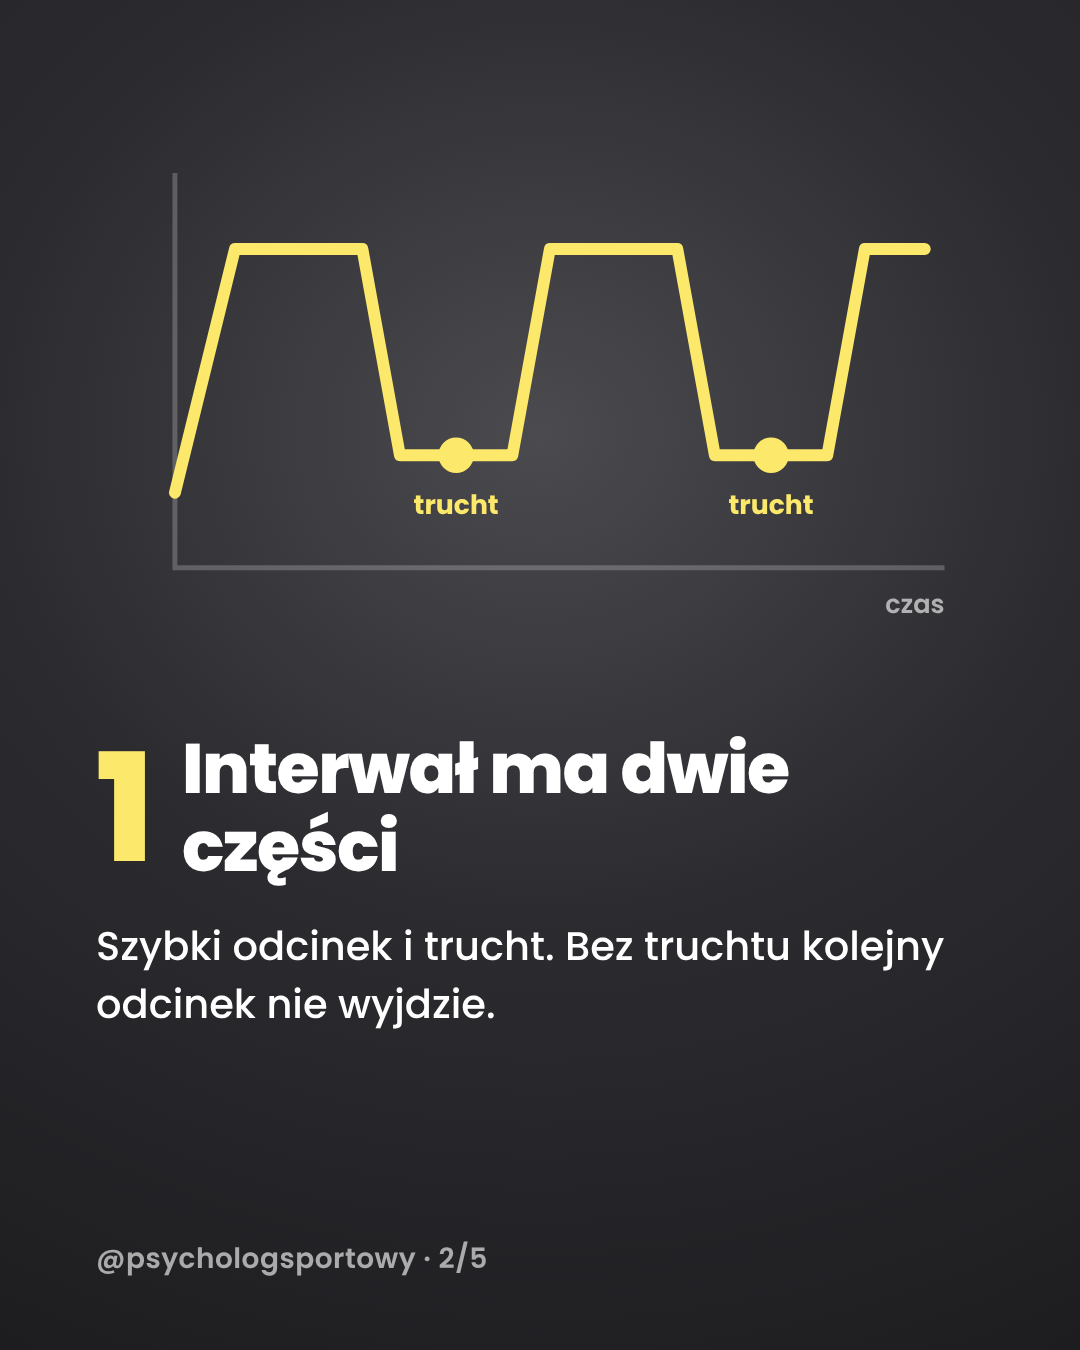 trucht trucht
czas
1 Interwał ma dwie
części
Szybki odcinek i trucht. Bez truchtu kolejny
odcinek nie wyjdzie.
@psychologsportowy · 2/5